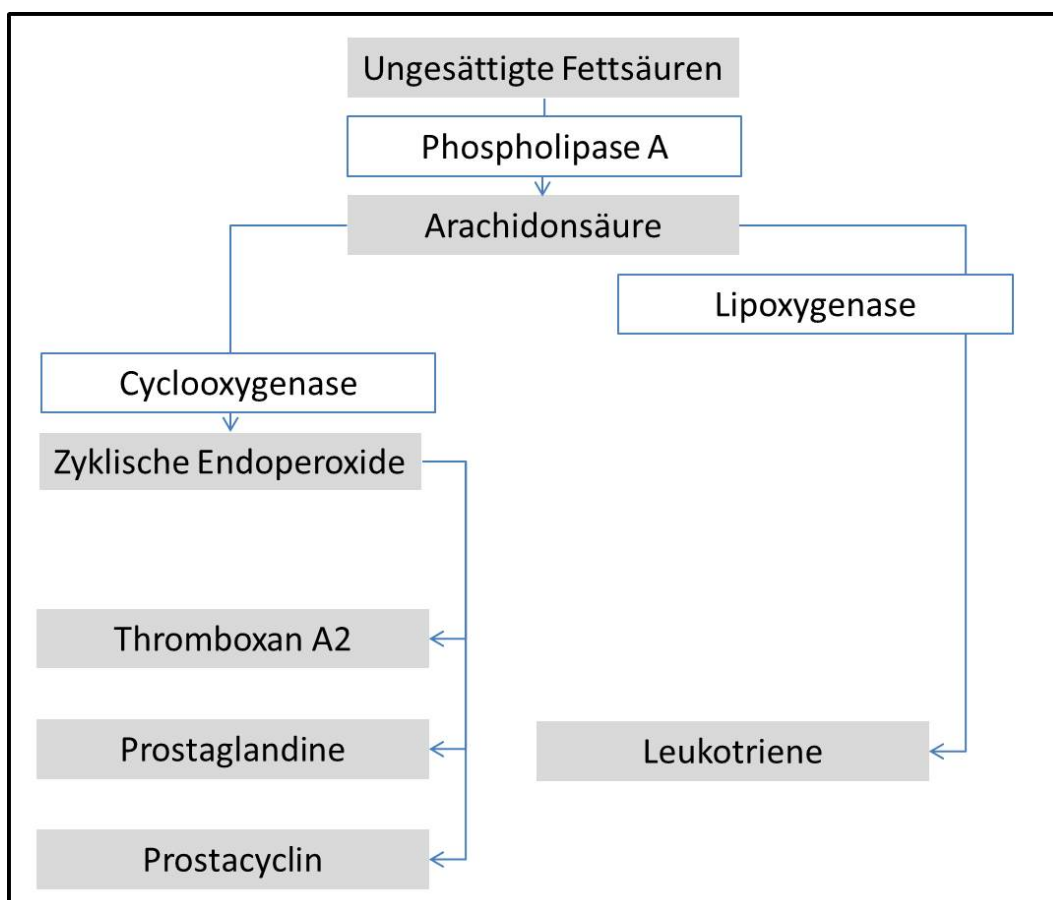 Ungesättigte Fettsäuren
Phospholipase A
Arachidonsäure
Lipoxygenase
Cyclooxygenase
Zyklische Endoperoxide
Thromboxan A2
Prostaglandine
Leukotriene
Prostacyclin